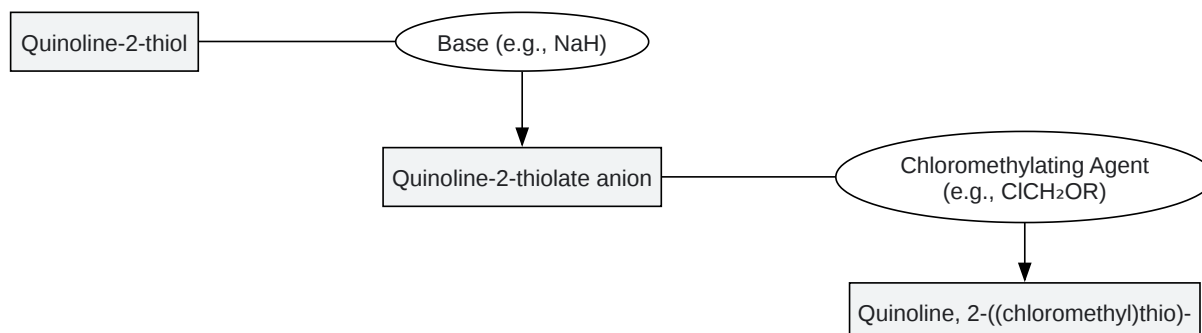 Quinoline-2-thiol
Base (e.g., NaH)
Quinoline-2-thiolate anion
Chloromethylating Agent
(e.g., ClCH₂OR)
Quinoline, 2-((chloromethyl)thio)-